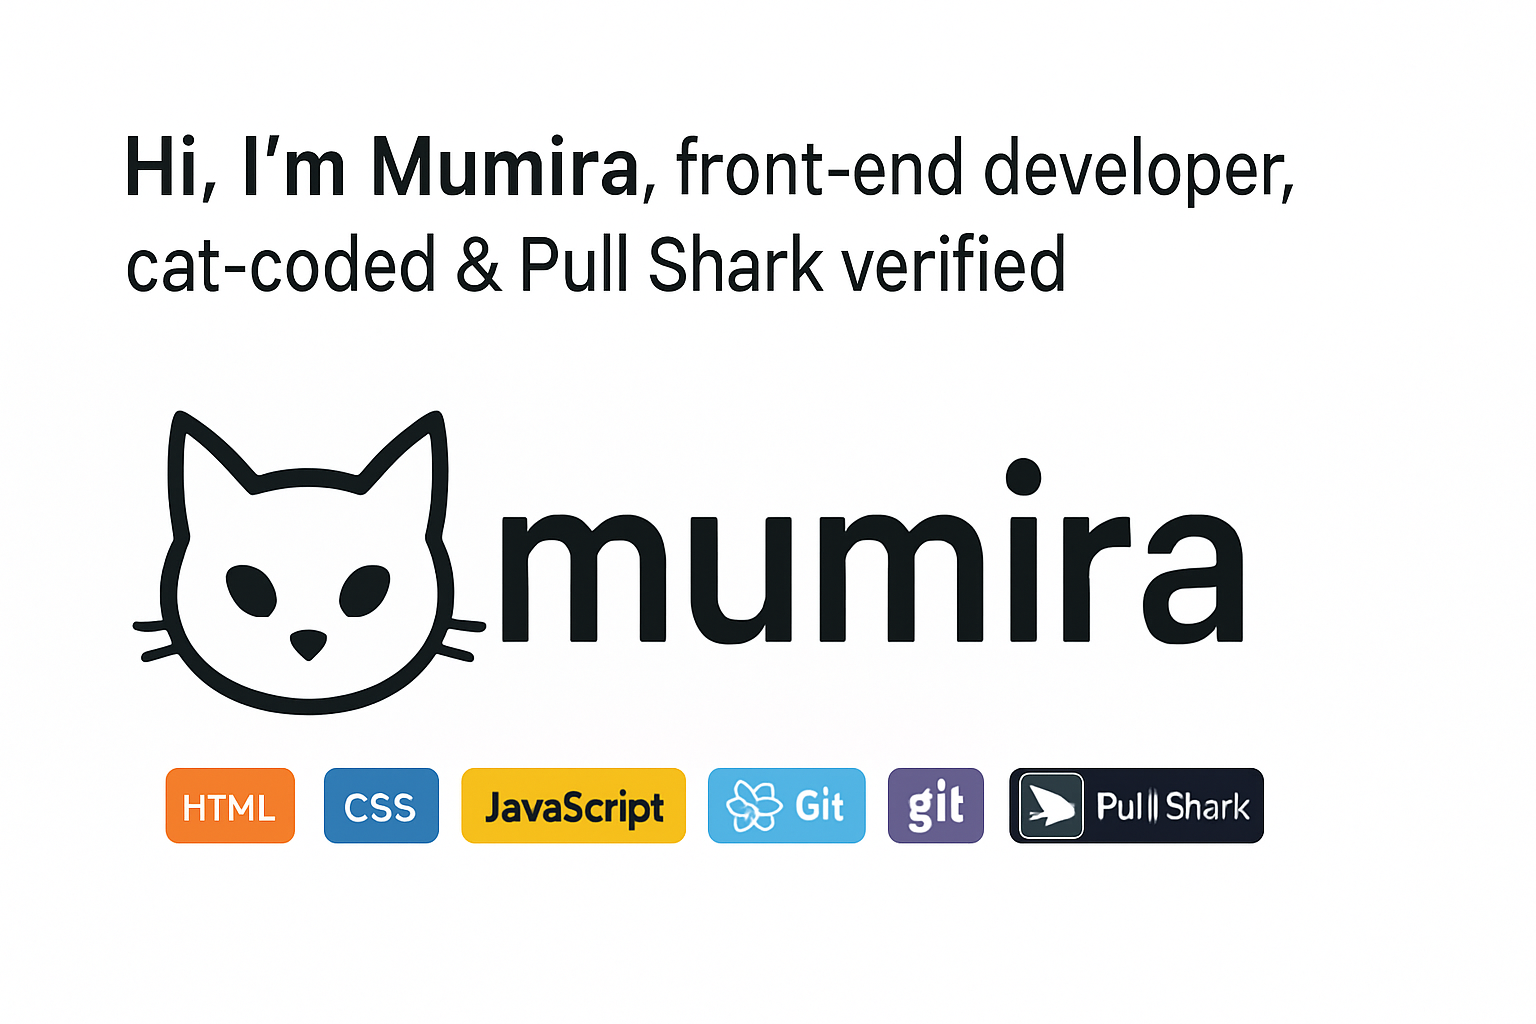 Hi, I’m Mumira, front-end developer,
cat-coded & Pull Shark verified
mumira
HTML CSS JavaScript Git git Pull Shark